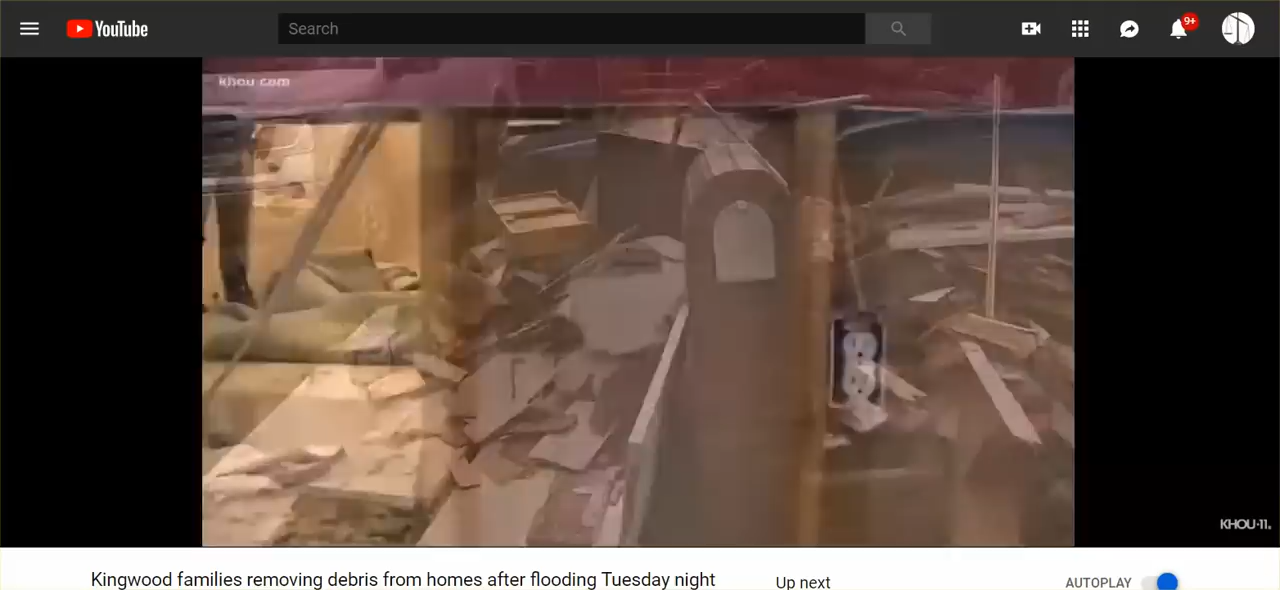 YouTube
Search
9+
khou.com
KHOU·11.
Kingwood families removing debris from homes after flooding Tuesday night
Up next
AUTOPLAY